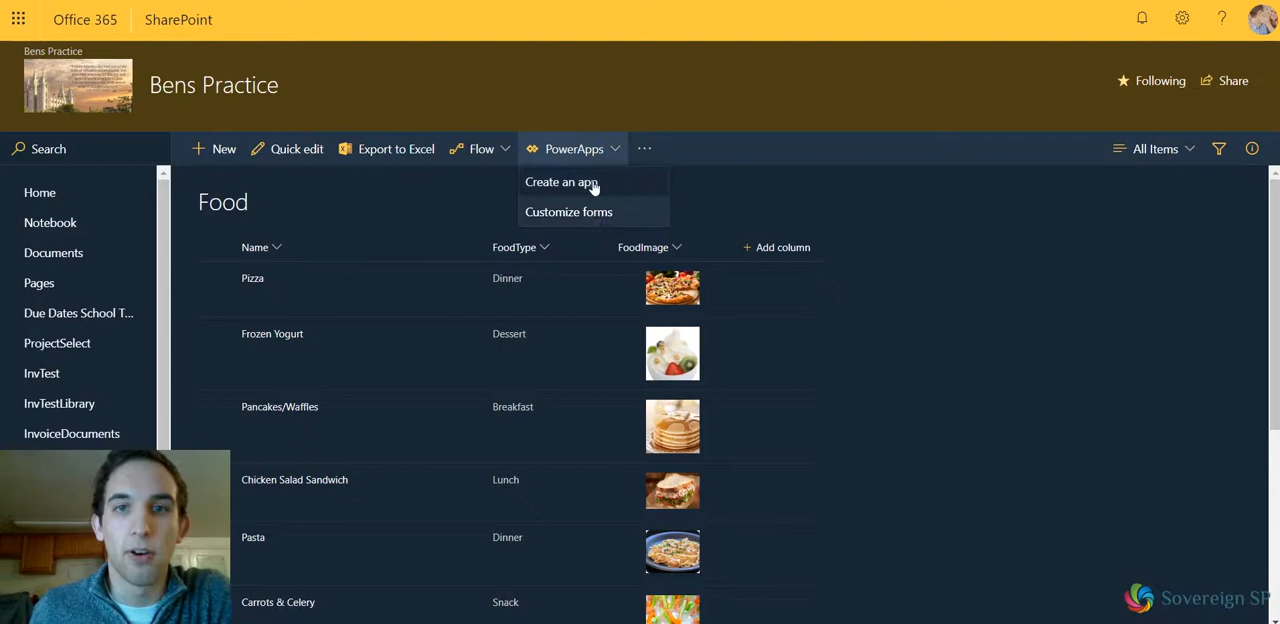 Office 365
SharePoint
Bens Practice
Bens Practice
Following
Share
Search
New
Quick edit
Export to Excel
Flow
PowerApps
All Items
Create an app
Customize forms
Home
Notebook
Documents
Pages
Due Dates School T...
ProjectSelect
InvTest
InvTestLibrary
InvoiceDocuments
Food
Name
FoodType
FoodImage
+ Add column
Pizza
Dinner
Frozen Yogurt
Dessert
Pancakes/Waffles
Breakfast
Chicken Salad Sandwich
Lunch
Pasta
Dinner
Carrots & Celery
Snack
Sovereign SP